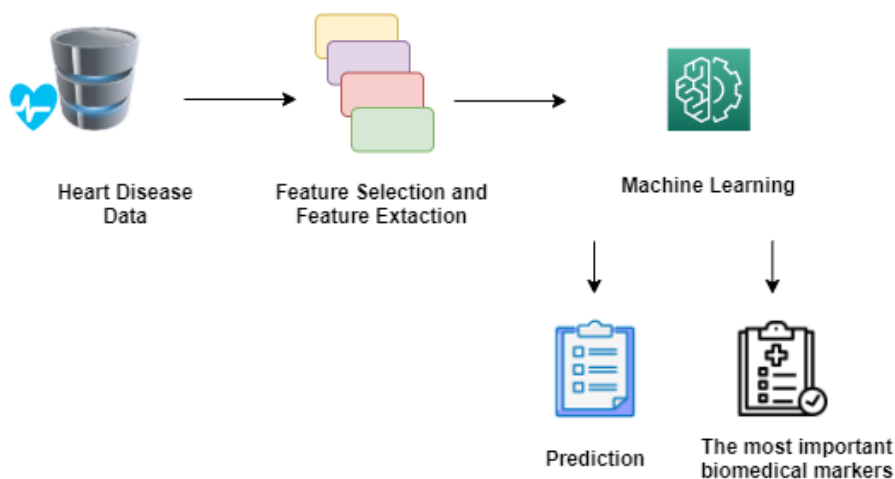 Heart Disease
Data
Feature Selection and
Feature Extaction
Machine Learning
Prediction
The most important
biomedical markers